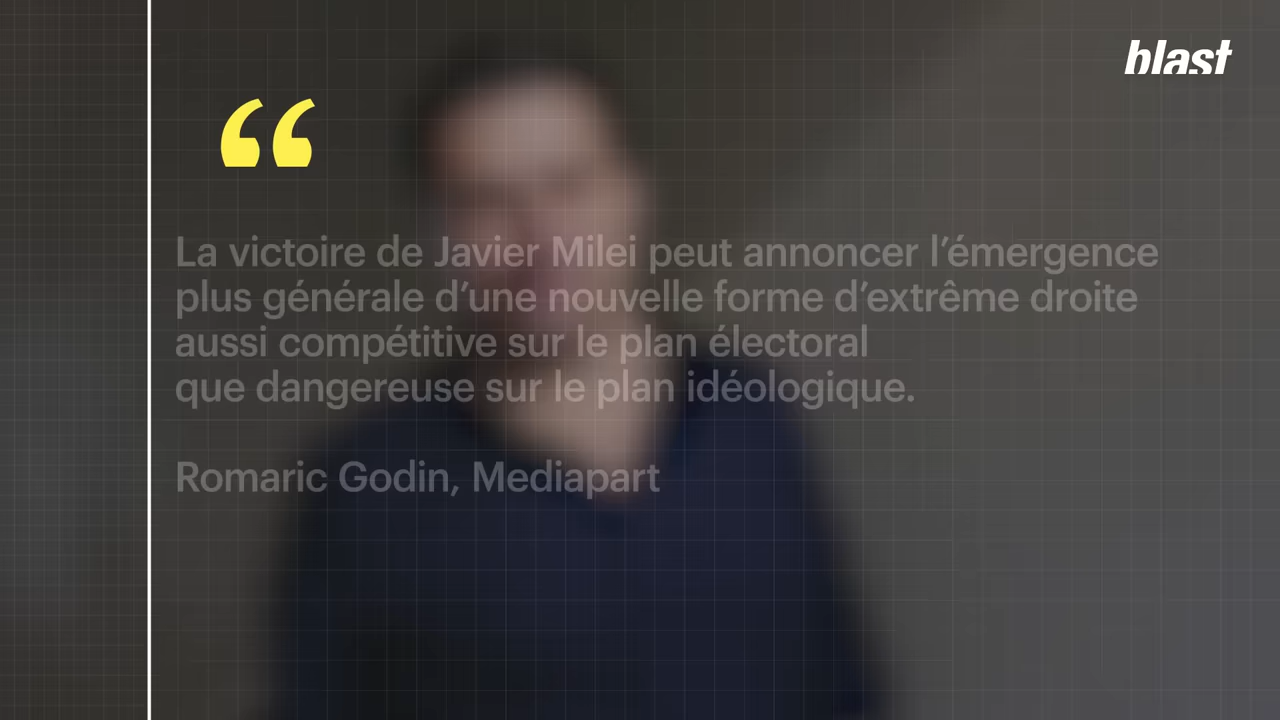 blast
“
La victoire de Javier Milei peut annoncer l’émergence
plus générale d’une nouvelle forme d’extrême droite
aussi compétitive sur le plan électoral
que dangereuse sur le plan idéologique.
Romaric Godin, Mediapart